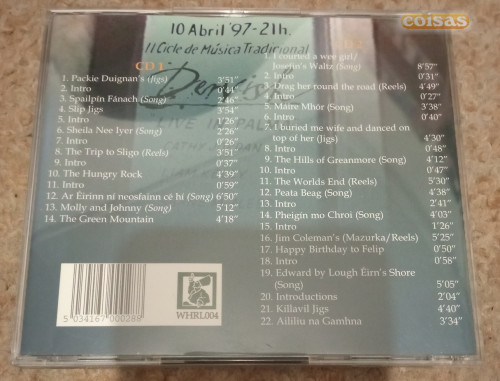 coisas
10 Abril '97-21h.
II Cicle de Música Tradicional
CD 1
1. Packie Duignan's (Jigs) 3'51"
2. Intro 0'44"
3. Spailpín Fánach (Song) 2'46"
4. Slip Jigs 3'54"
5. Intro 0'26"
6. Sheila Nee Iyer (Song) 2'26"
7. Intro 0'26"
8. The Trip to Sligo (Reels) 3'51"
9. Intro 0'37"
10. The Hungry Rock 4'39"
11. Intro 0'59"
12. Ar Éirinn ní neosfainn cé hí (Song) 6'50"
13. Molly and Johnny (Song) 5'12"
14. The Green Mountain 4'18"
CD 2
1. I courted a wee girl/
Josefin's Waltz (Song) 8'57"
2. Intro 0'31"
3. Drag her round the road (Reels) 4'49"
4. Intro 0'27"
5. Máire Mhór (Song) 3'38"
6. Intro 0'40"
7. I buried me wife and danced on
top of her (Jigs) 4'30"
8. Intro 0'48"
9. The Hills of Greanmore (Song) 4'12"
10. Intro 0'47"
11. The Worlds End (Reels) 5'30"
12. Peata Beag (Song) 4'38"
13. Intro
14. Pheigín mo Chroi (Song) 4'03"
15. Intro 1'26"
16. Jim Coleman's (Mazurka/Reels) 5'25"
17. Happy Birthday to Felip 0'50"
18. Intro 0'58"
19. Edward by Lough Éirn's Shore
(Song) 5'05"
20. Introductions 2'04"
21. Killavil Jigs 4'40"
22. Aililiu na Gamhna 3'34"
LIVE IN PAL
5 034167 000288
WHRL004